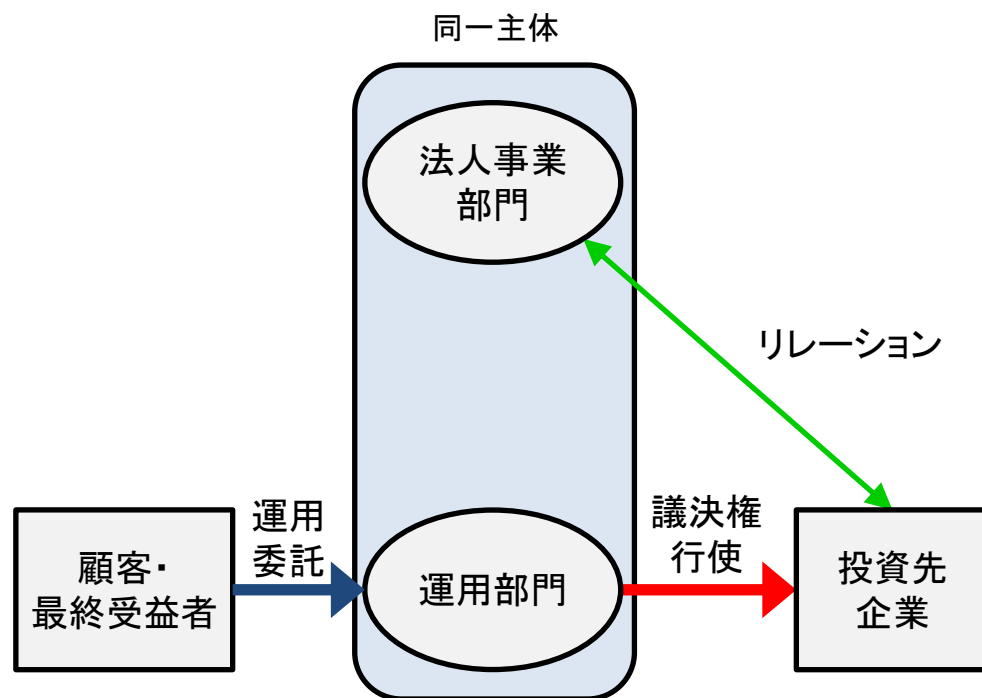 同一主体
法人事業
部門
リレーション
運用
委託
議決権
行使
顧客・
最終受益者
運用部門
投資先
企業